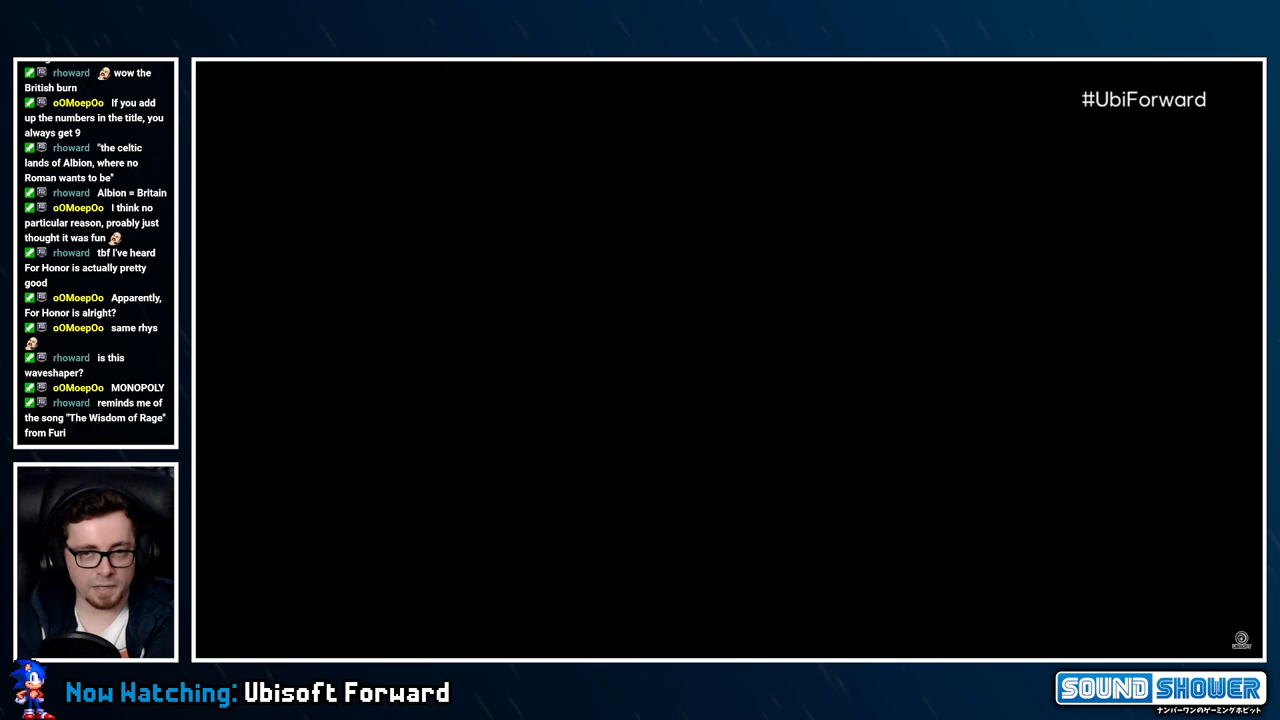 rhoward wow the
British burn
oOMoepOo If you add
up the numbers in the title, you
always get 9
rhoward "the celtic
lands of Albion, where no
Roman wants to be"
rhoward Albion = Britain
oOMoepOo I think no
particular reason, proably just
thought it was fun
rhoward tbf I've heard
For Honor is actually pretty
good
oOMoepOo Apparently,
For Honor is alright?
oOMoepOo same rhys
rhoward is this
waveshaper?
oOMoepOo MONOPOLY
rhoward reminds me of
the song "The Wisdom of Rage"
from Furi
#UbiForward
UBISOFT
Now Watching: Ubisoft Forward
SOUND SHOWER
ナンバーワンのゲーミングホビット